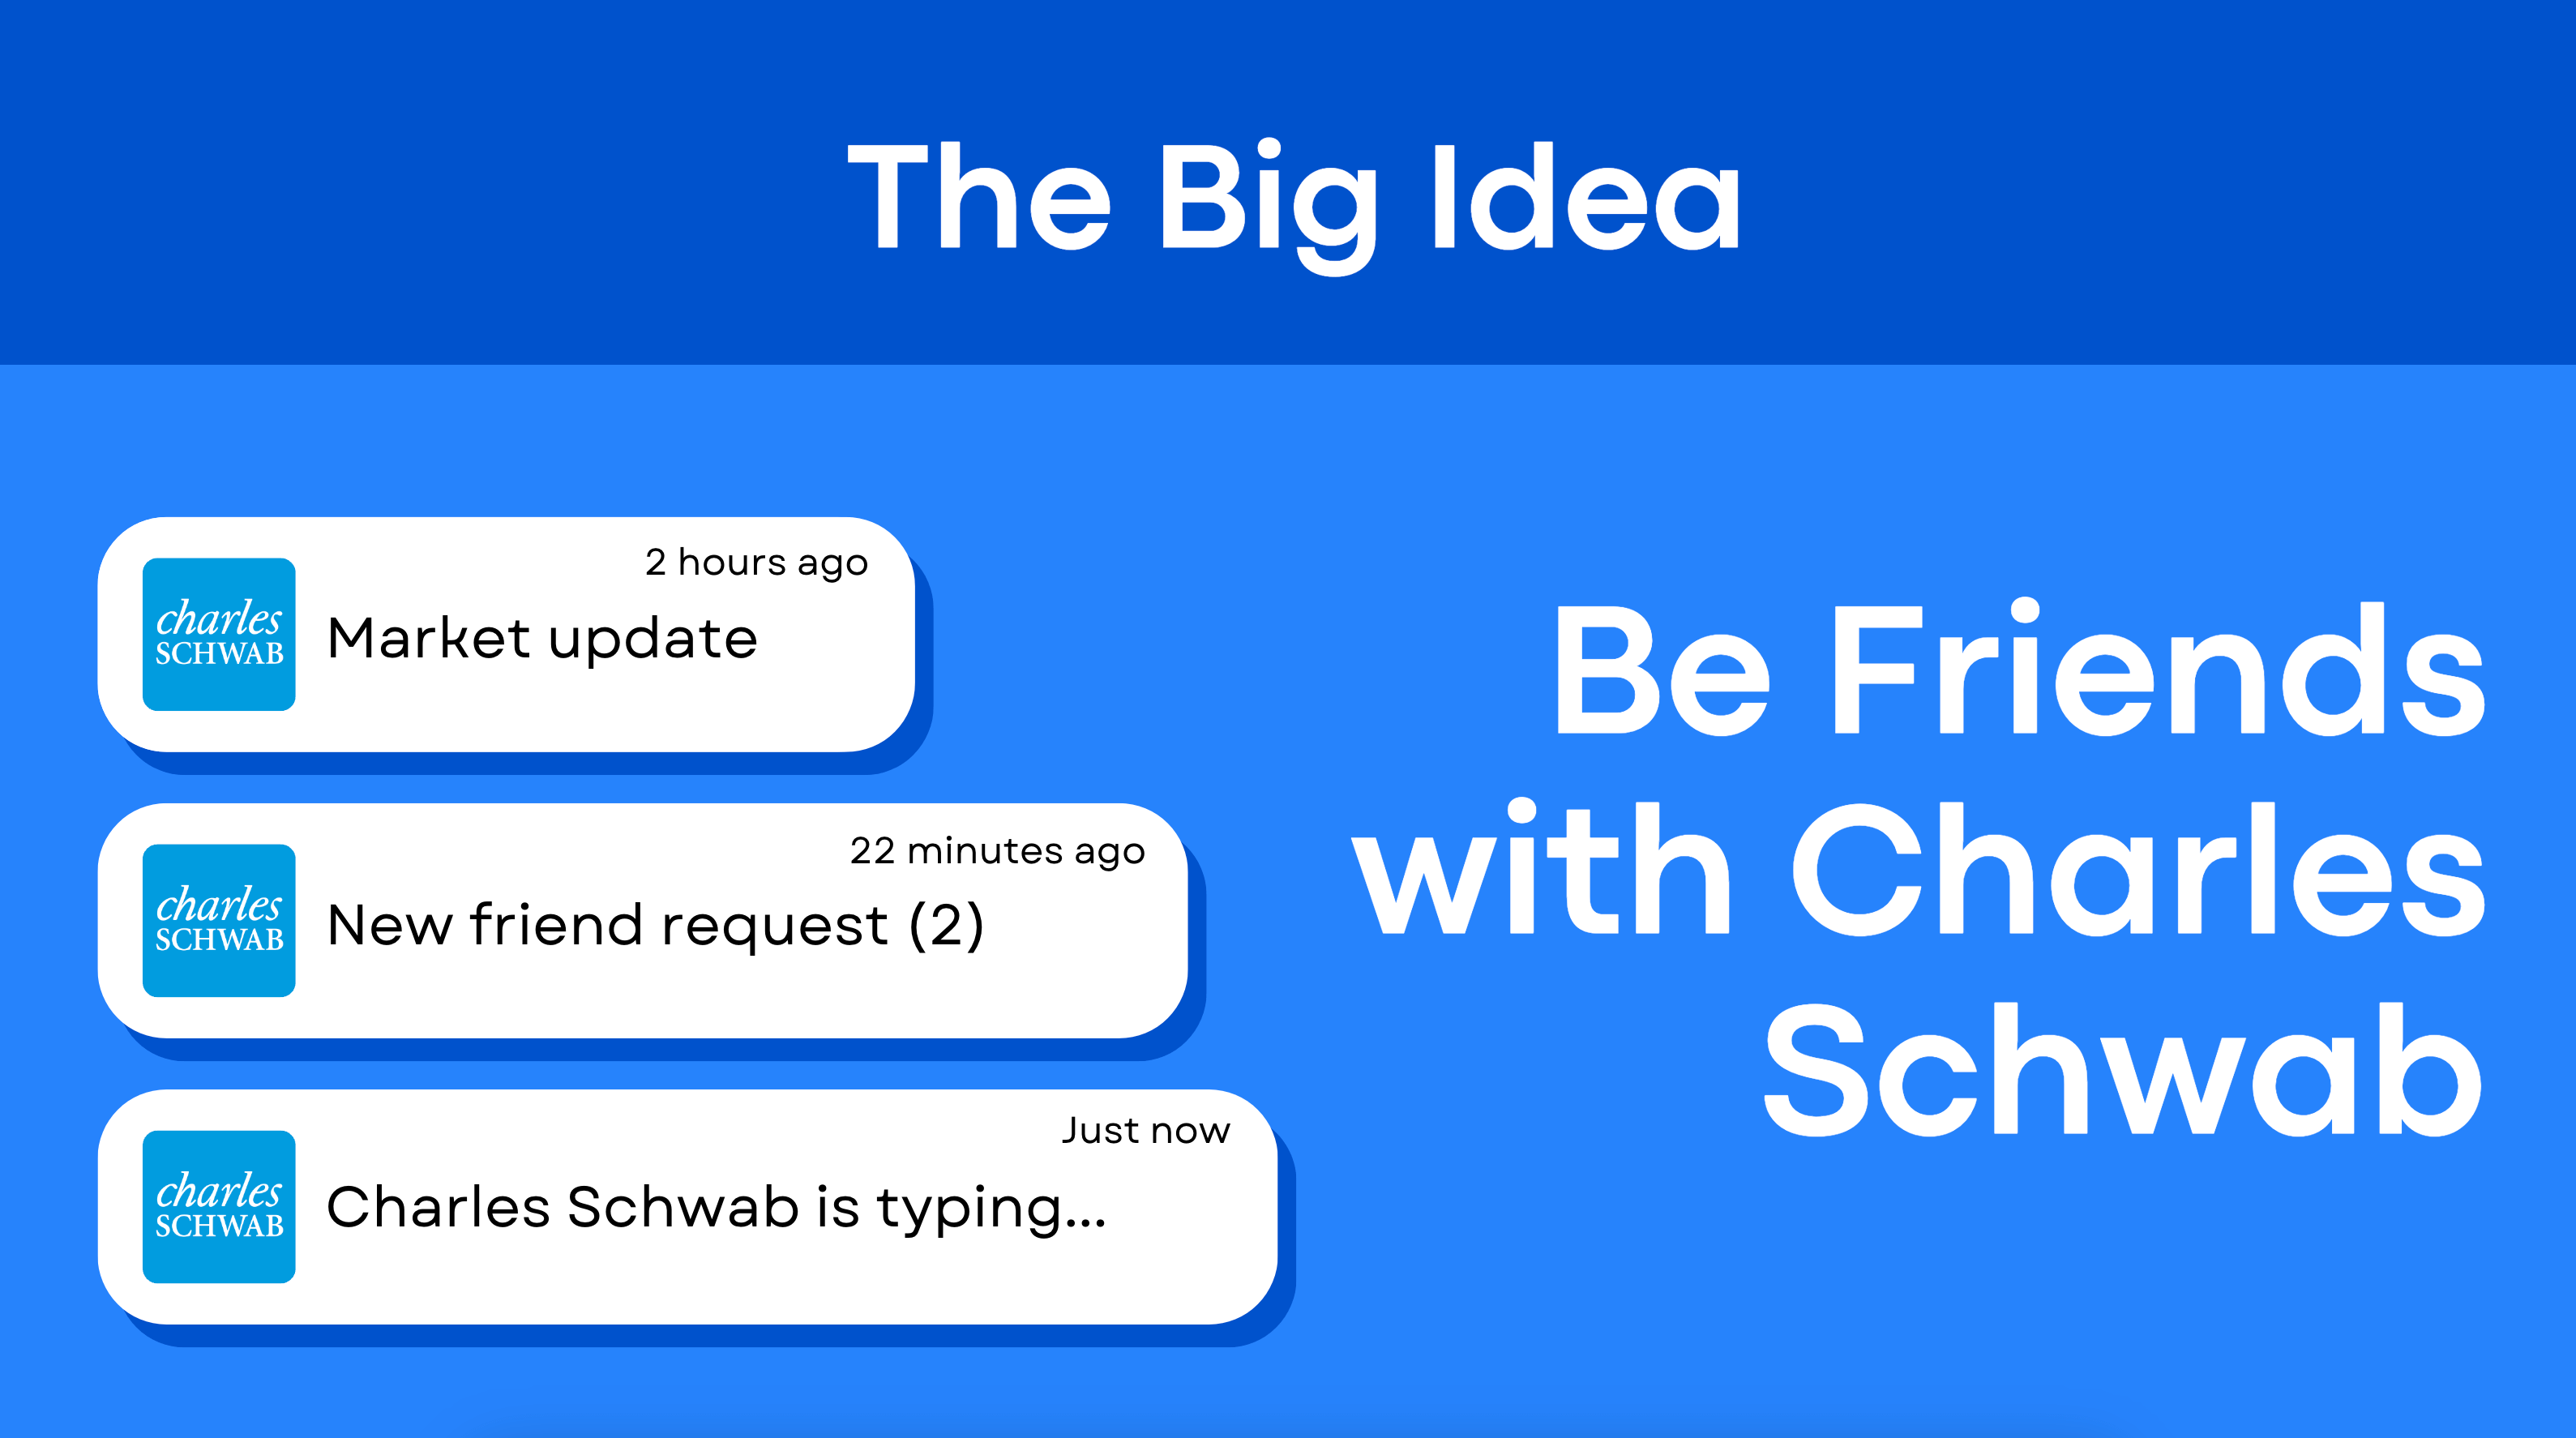 The Big Idea
2 hours ago
charles
SCHWAB
Market update
22 minutes ago
charles
SCHWAB
New friend request (2)
Just now
charles
SCHWAB
Charles Schwab is typing...
Be Friends
with Charles
Schwab